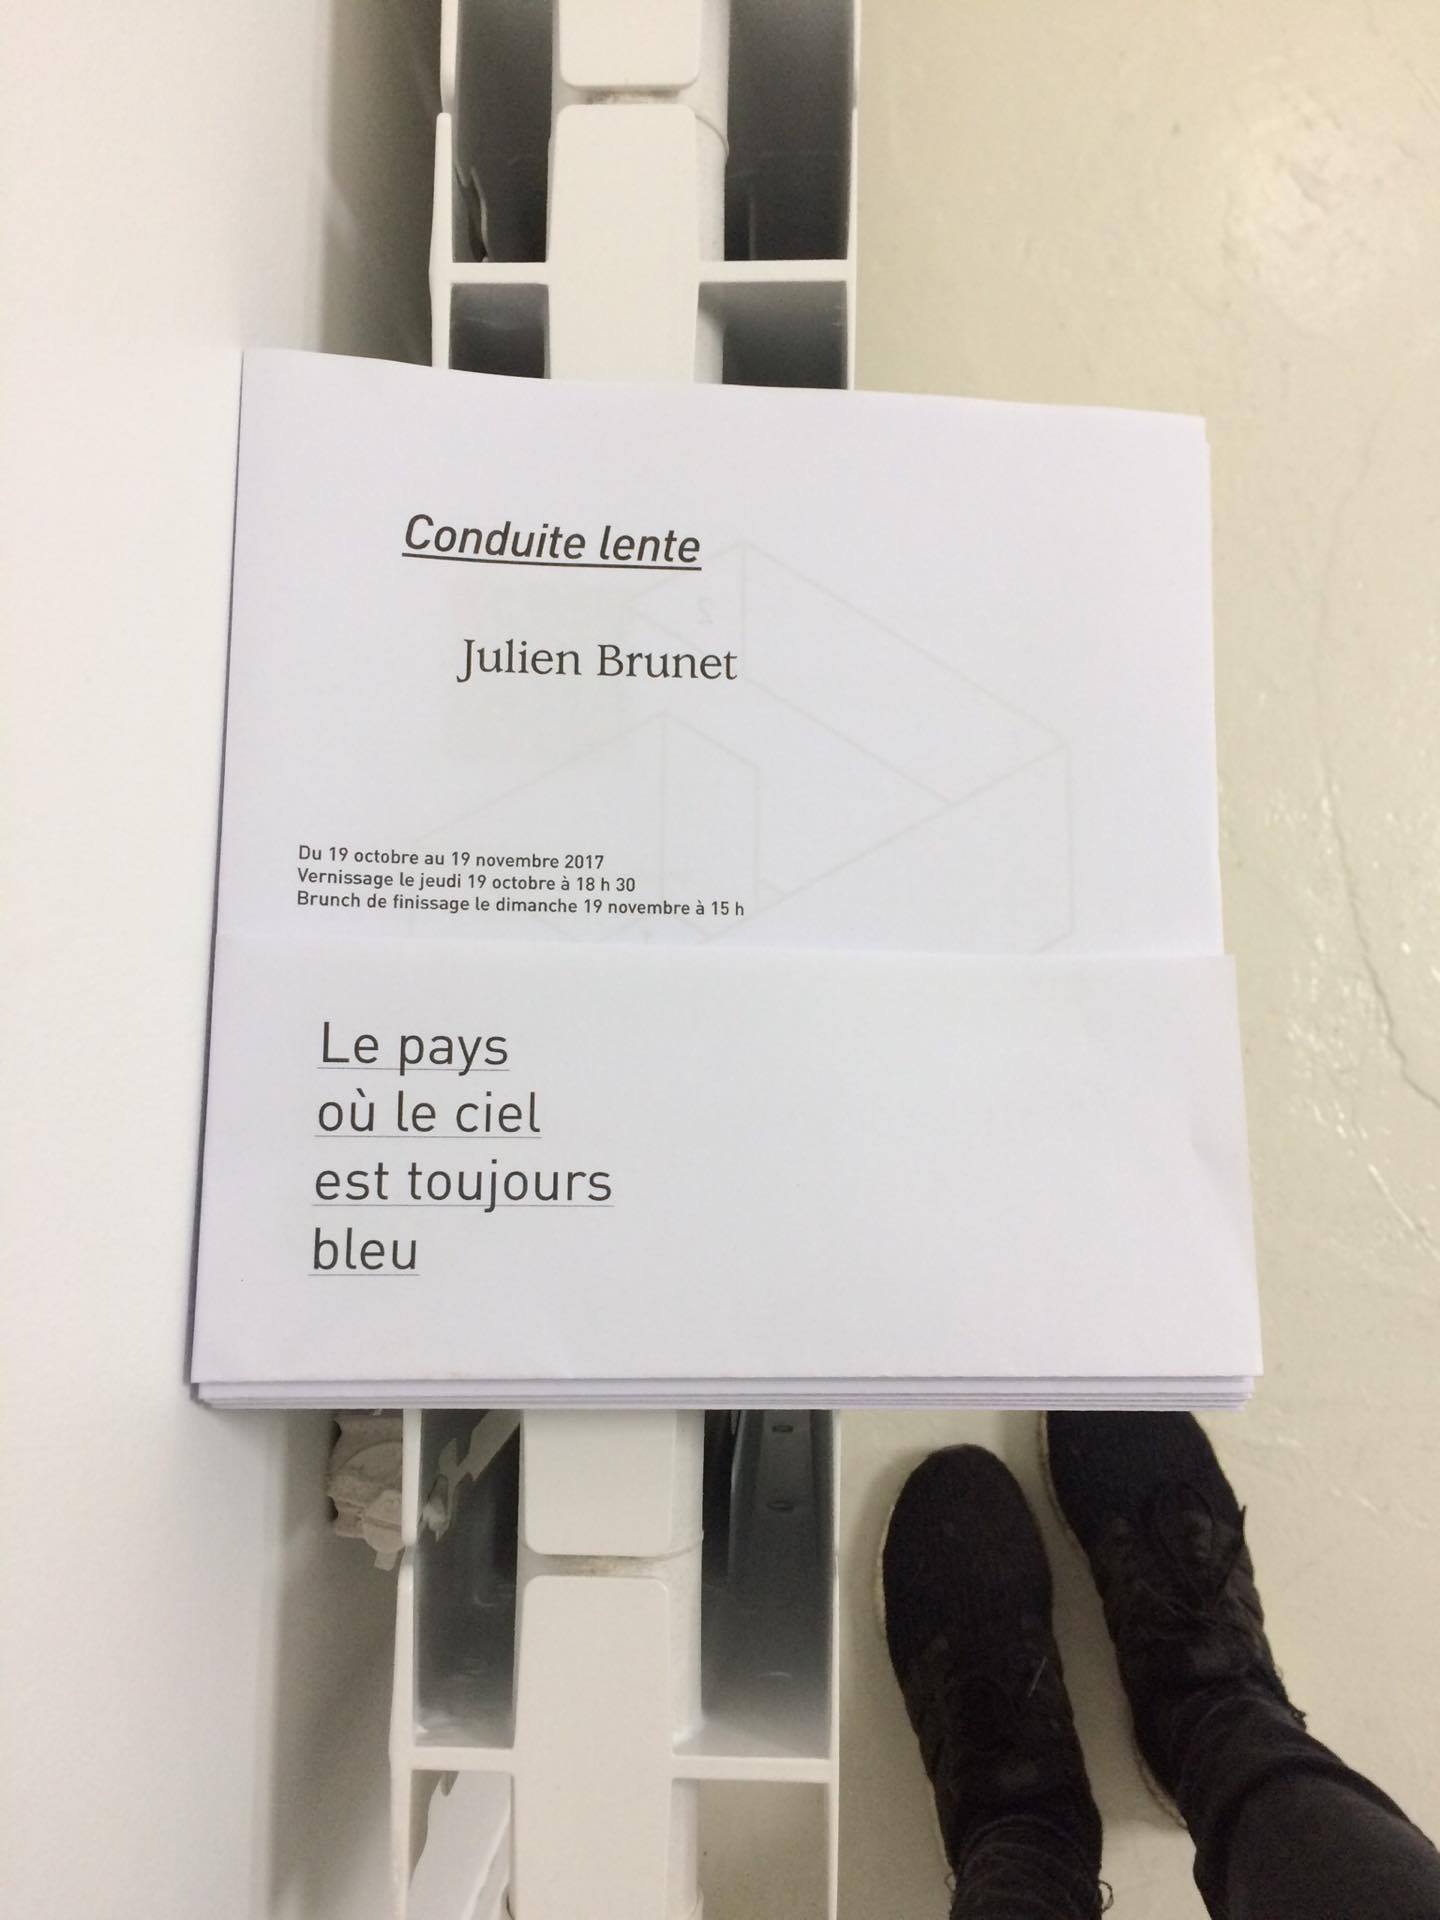 Conduite lente
Julien Brunet
Du 19 octobre au 19 novembre 2017
Vernissage le jeudi 19 octobre à 18 h 30
Brunch de finissage le dimanche 19 novembre à 15 h
Le pays
où le ciel
est toujours
bleu